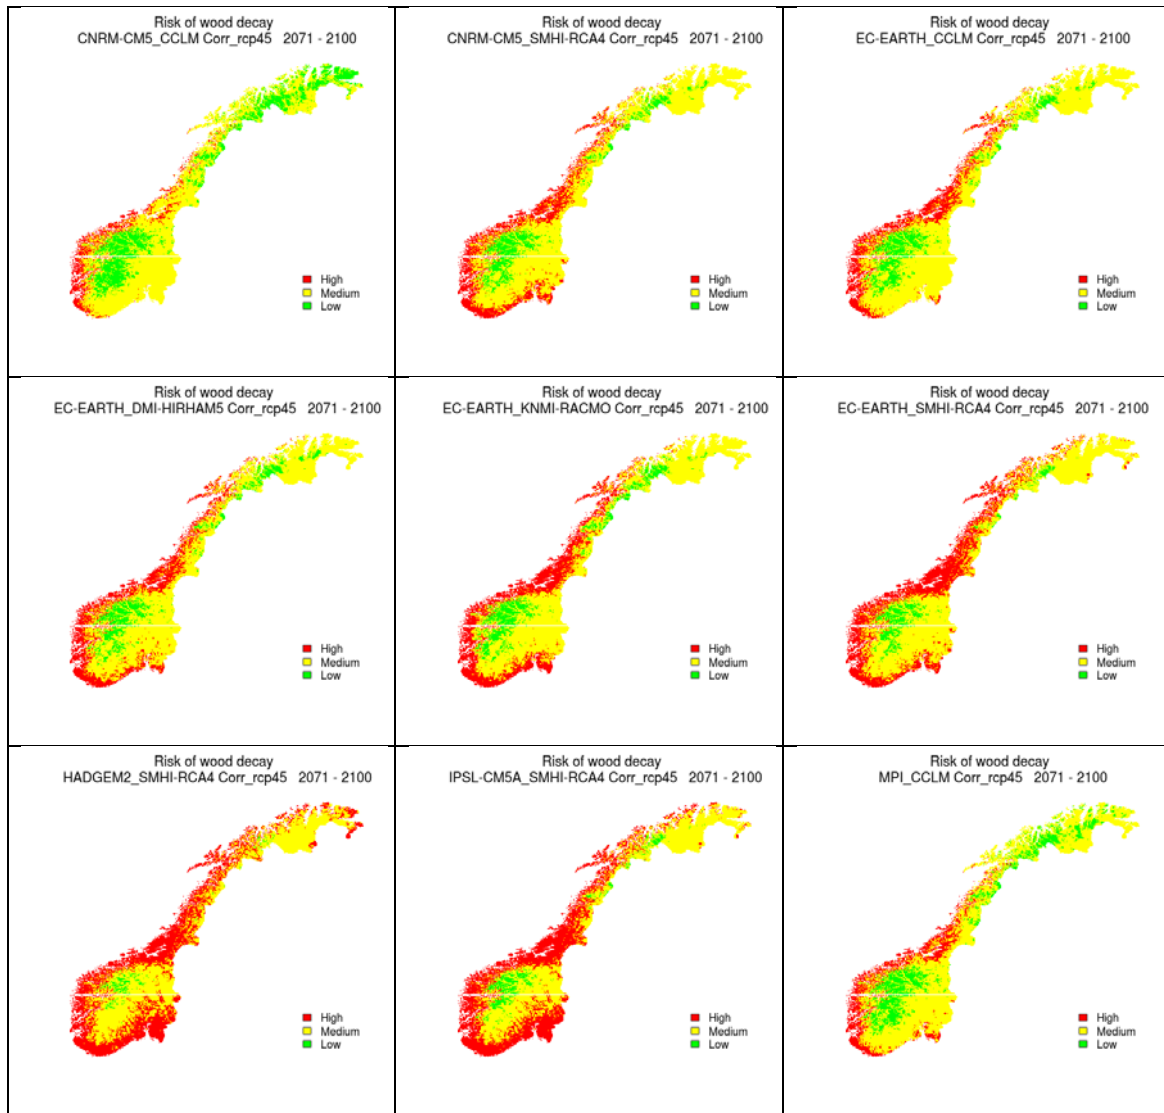 Risk of wood decay
CNRM-CM5_CCLM Corr_rcp45 2071 - 2100
High
Medium
Low
Risk of wood decay
CNRM-CM5_SMHI-RCA4 Corr_rcp45 2071 - 2100
High
Medium
Low
Risk of wood decay
EC-EARTH_CCLM Corr_rcp45 2071 - 2100
High
Medium
Low
Risk of wood decay
EC-EARTH_DMI-HIRHAM5 Corr_rcp45 2071 - 2100
High
Medium
Low
Risk of wood decay
EC-EARTH_KNMI-RACMO Corr_rcp45 2071 - 2100
High
Medium
Low
Risk of wood decay
EC-EARTH_SMHI-RCA4 Corr_rcp45 2071 - 2100
High
Medium
Low
Risk of wood decay
HADGEM2_SMHI-RCA4 Corr_rcp45 2071 - 2100
High
Medium
Low
Risk of wood decay
IPSL-CM5A_SMHI-RCA4 Corr_rcp45 2071 - 2100
High
Medium
Low
Risk of wood decay
MPI_CCLM Corr_rcp45 2071 - 2100
High
Medium
Low